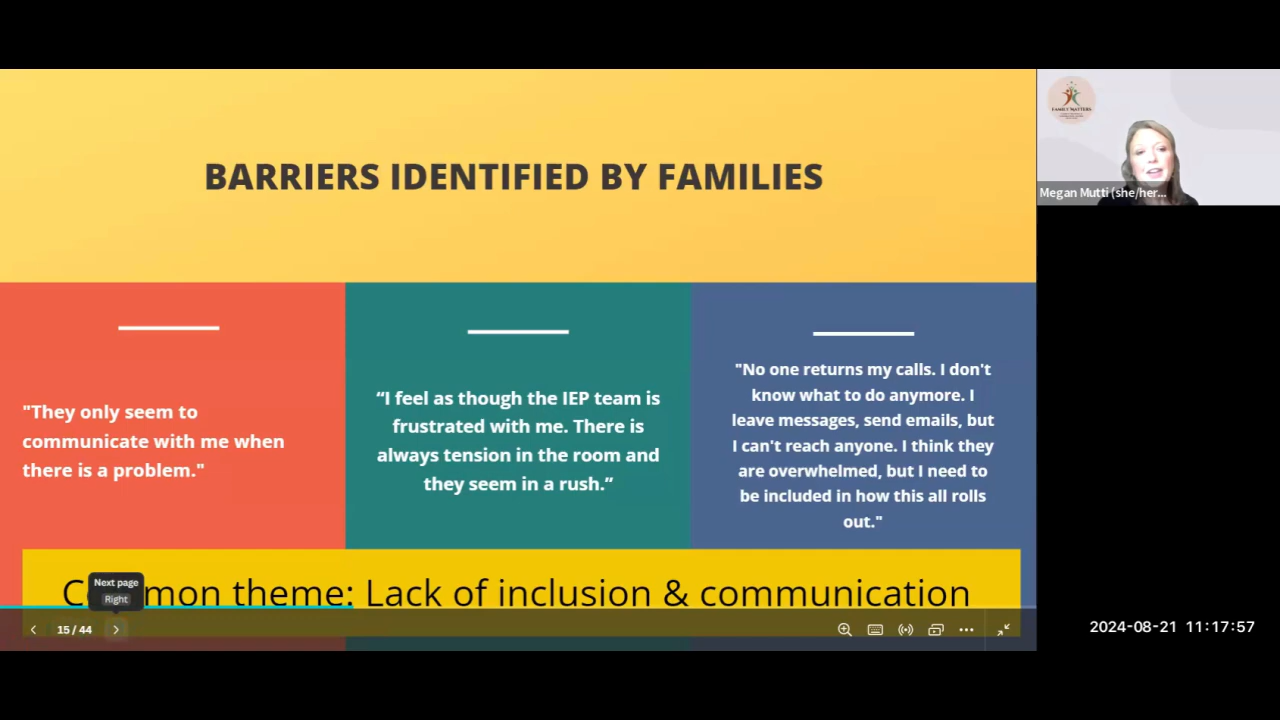 BARRIERS IDENTIFIED BY FAMILIES
"They only seem to
communicate with me when
there is a problem."
“I feel as though the IEP team is
frustrated with me. There is
always tension in the room and
they seem in a rush.”
"No one returns my calls. I don't
know what to do anymore. I
leave messages, send emails, but
I can't reach anyone. I think they
are overwhelmed, but I need to
be included in how this all rolls
out."
theme: Lack of inclusion & communication
Next page
Right
15 / 44
FAMILY MATTERS
Megan Mutti (she/her...
2024-08-21 11:17:57